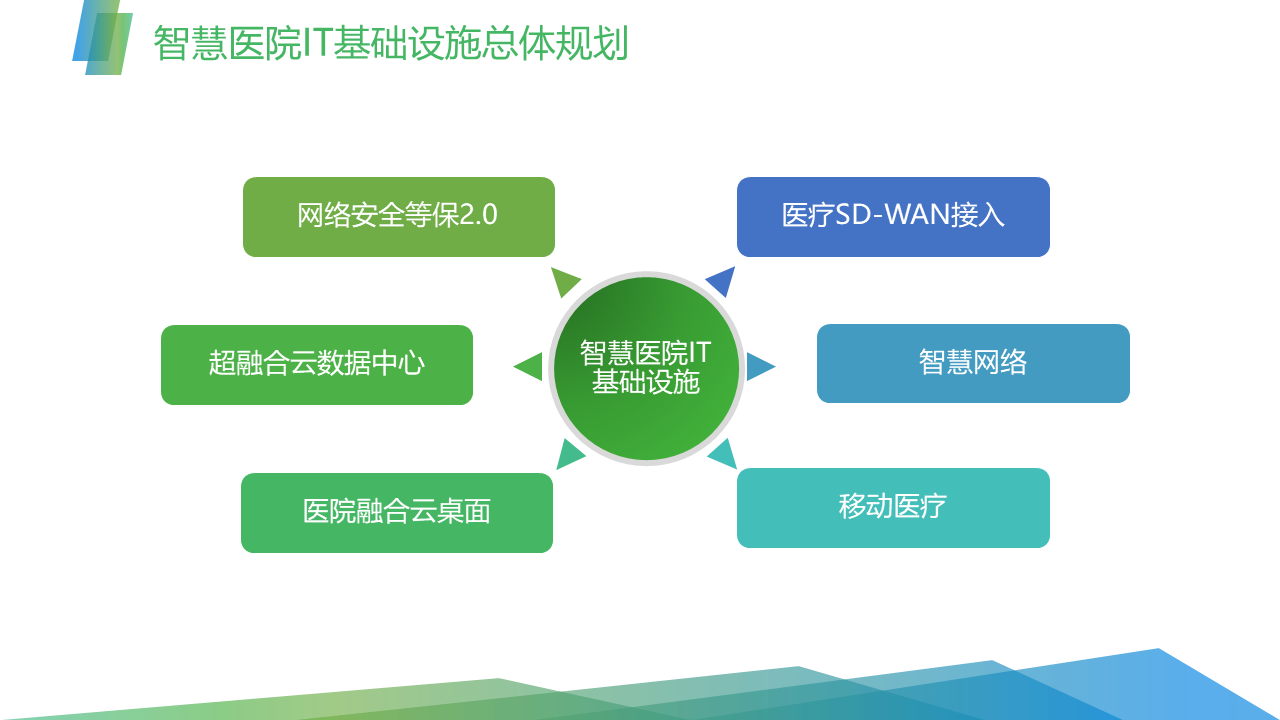 智慧医院IT基础设施总体规划
网络安全等保2.0
医疗SD-WAN接入
超融合云数据中心
智慧医院IT
基础设施
智慧网络
医院融合云桌面
移动医疗